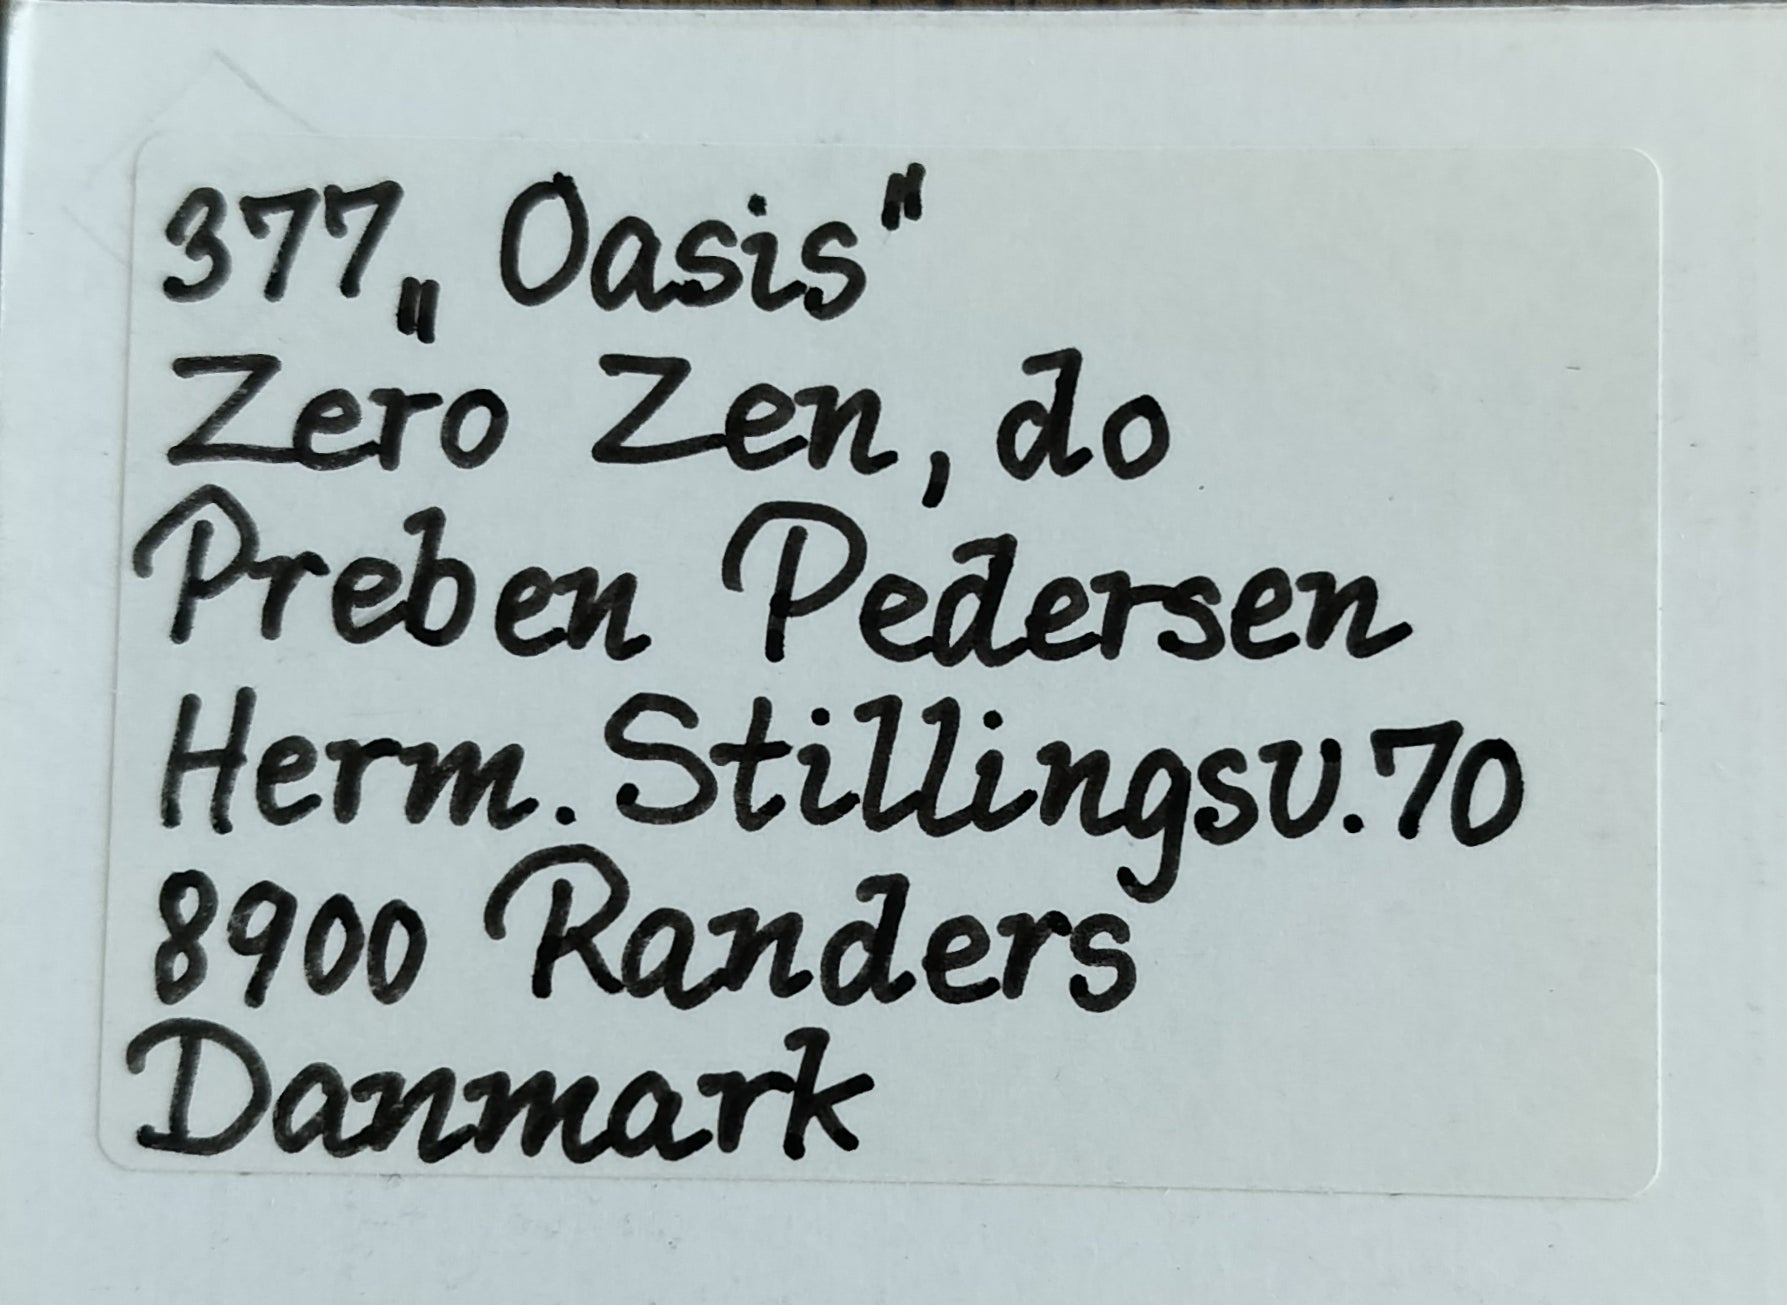 377 „Oasis"
Zero Zen, do
Preben Pedersen
Herm. Stillingsv. 70
8900 Randers
Danmark